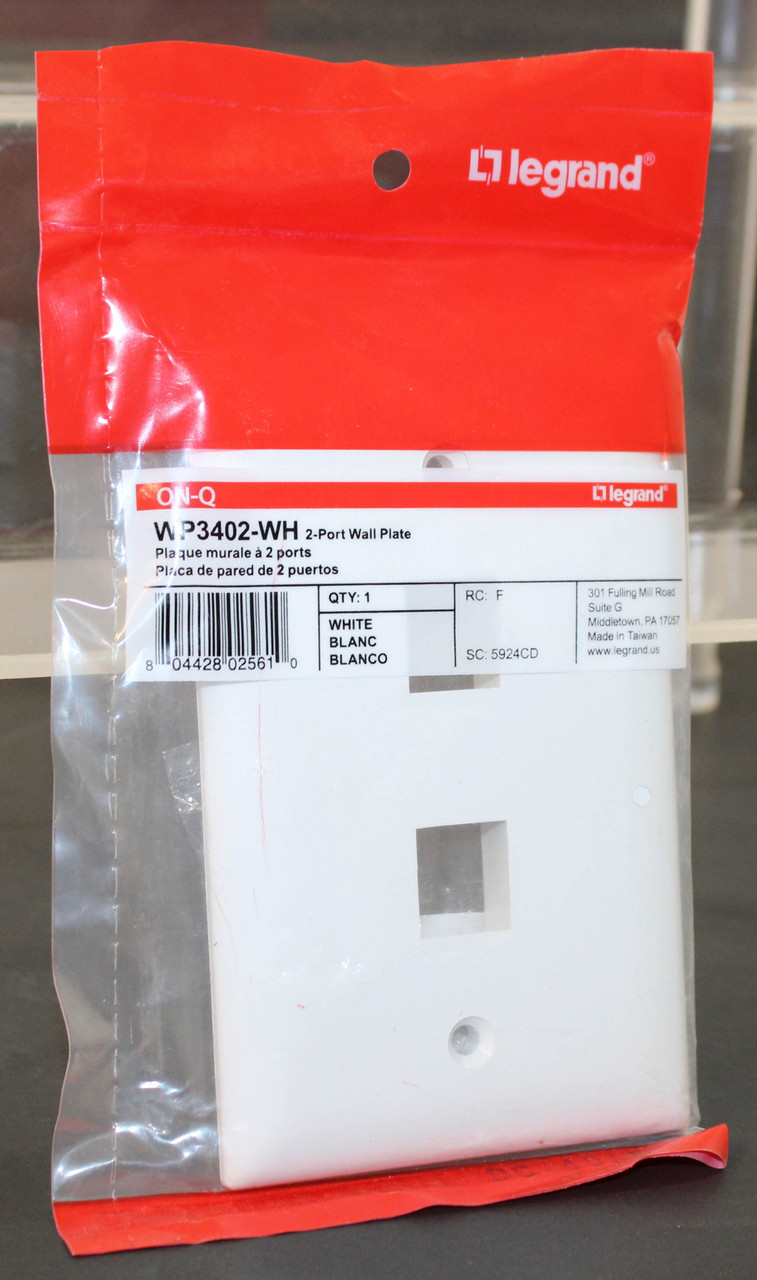 legrand®
ON-Q
legrand®
WP3402-WH 2-Port Wall Plate
Plaque murale à 2 ports
Placa de pared de 2 puertos
8 04428 02561 0
QTY: 1
WHITE
BLANC
BLANCO
RC: F
SC: 5924CD
301 Fulling Mill Road
Suite G
Middletown, PA 17057
Made in Taiwan
www.legrand.us